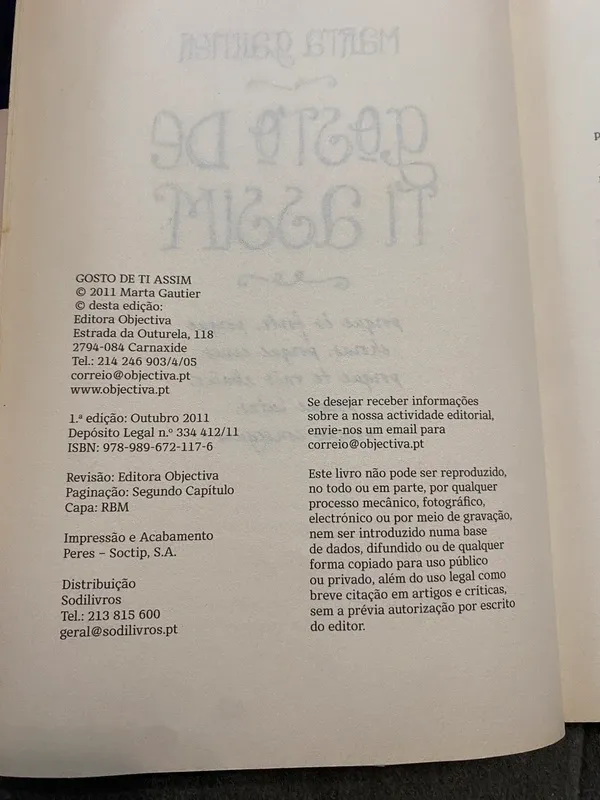 GOSTO DE TI ASSIM
© 2011 Marta Gautier
© desta edição:
Editora Objectiva
Estrada da Outurela, 118
2794-084 Carnaxide
Tel.: 214 246 903/4/05
correio@objectiva.pt
www.objectiva.pt
1.ª edição: Outubro 2011
Depósito Legal n.º 334 412/11
ISBN: 978-989-672-117-6
Revisão: Editora Objectiva
Paginação: Segundo Capítulo
Capa: RBM
Impressão e Acabamento
Peres – Soctip, S.A.
Distribuição
Sodilivros
Tel.: 213 815 600
geral@sodilivros.pt
Se desejar receber informações
sobre a nossa actividade editorial,
envie-nos um email para
correio@objectiva.pt
Este livro não pode ser reproduzido,
no todo ou em parte, por qualquer
processo mecânico, fotográfico,
electrónico ou por meio de gravação,
nem ser introduzido numa base
de dados, difundido ou de qualquer
forma copiado para uso público
ou privado, além do uso legal como
breve citação em artigos e críticas,
sem a prévia autorização por escrito
do editor.